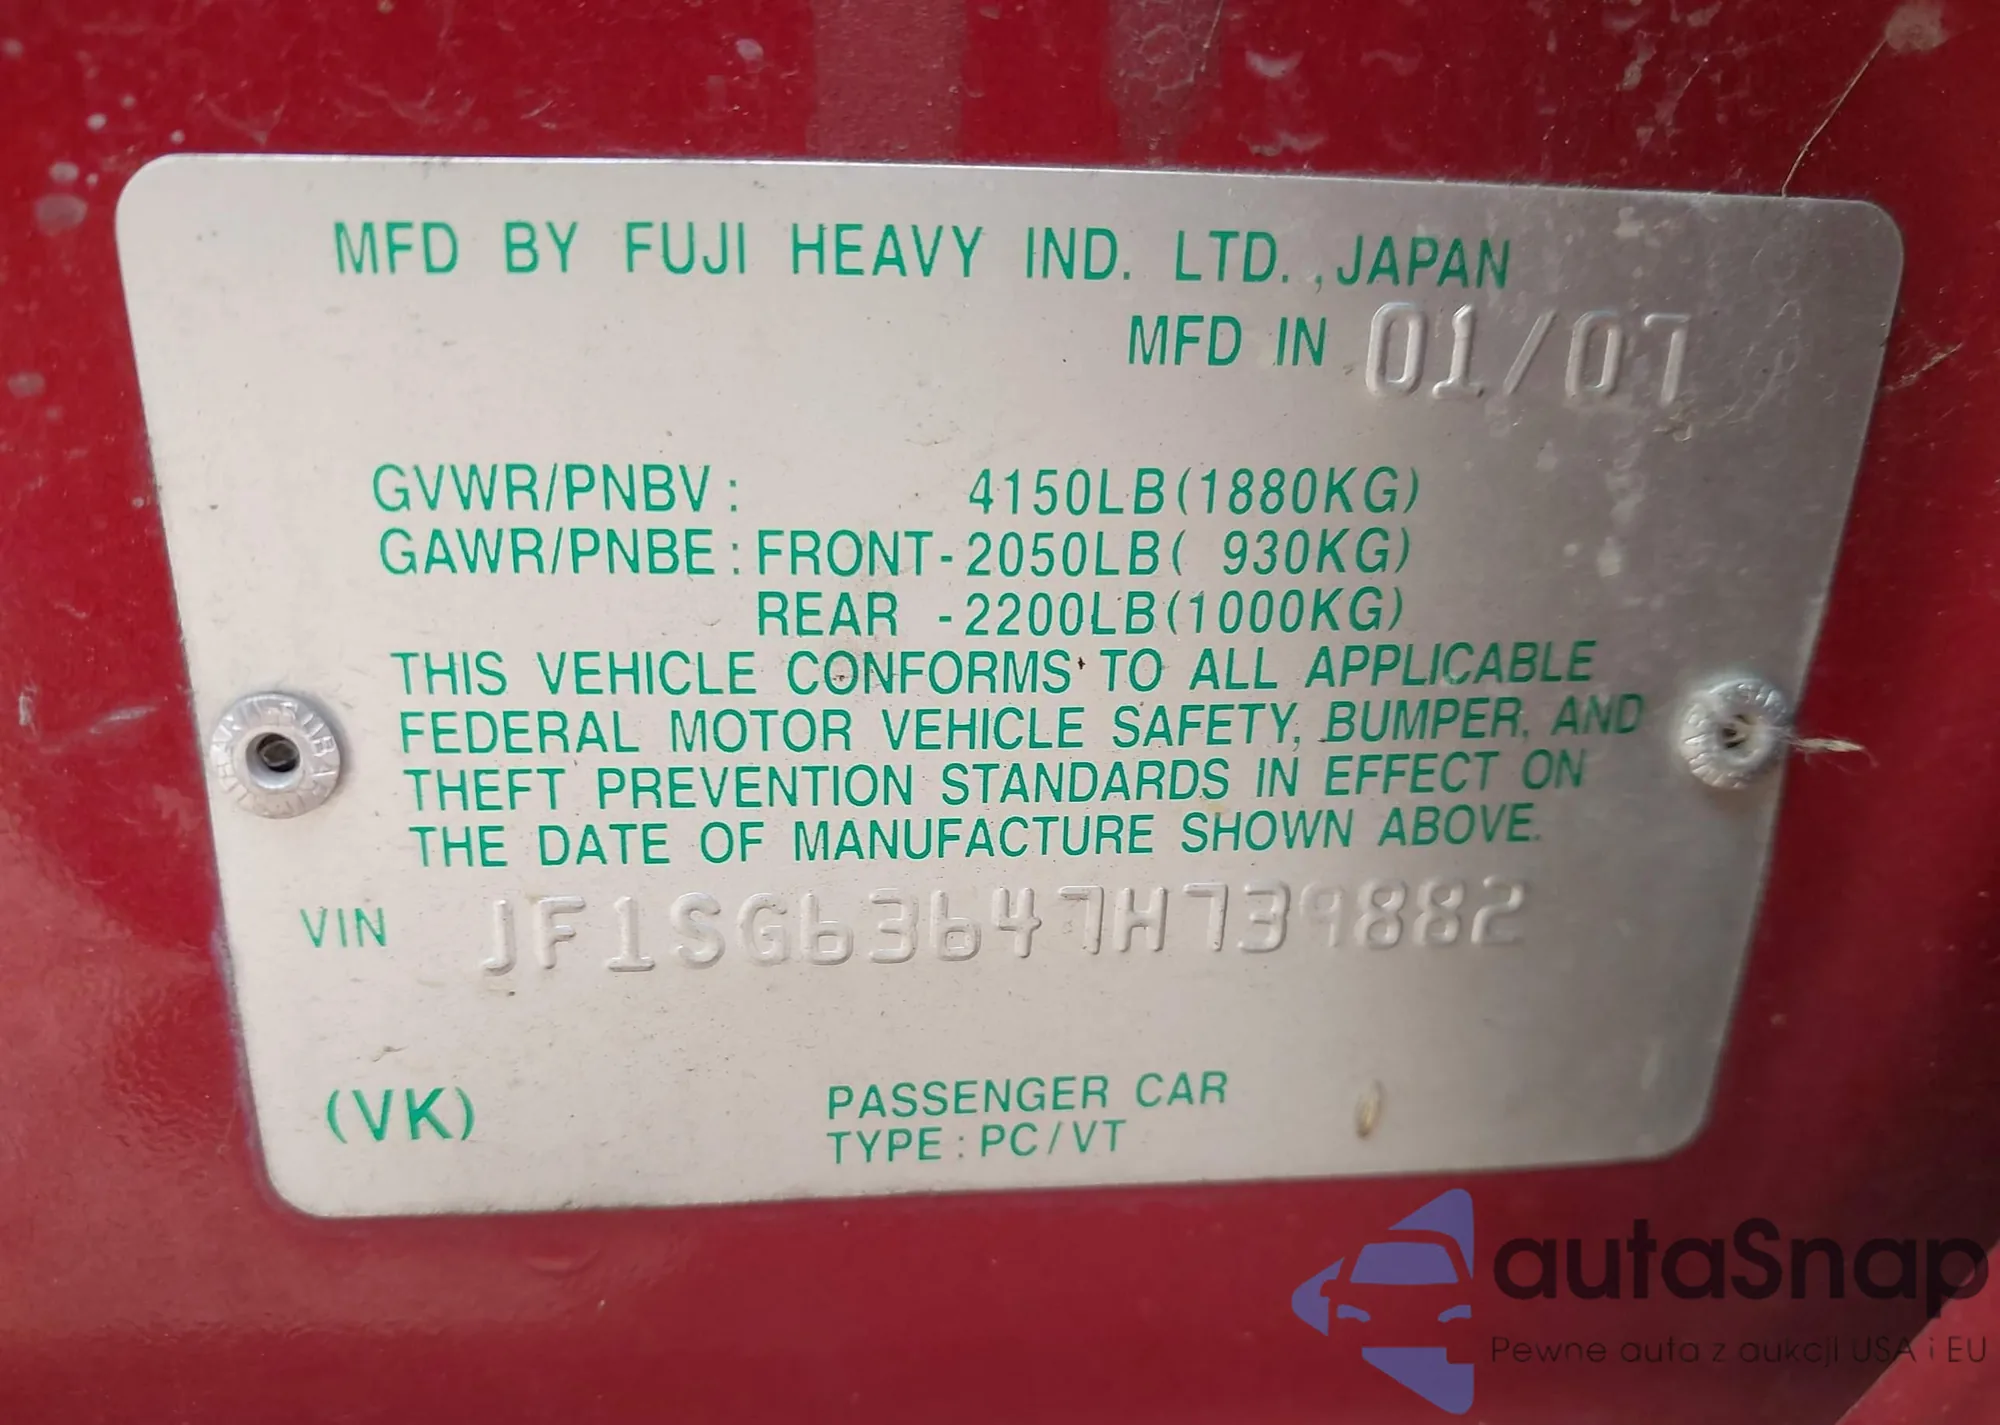 MFD BY FUJI HEAVY IND. LTD.,JAPAN
MFD IN 01/07
GVWR/PNBV: 4150LB(1880KG)
GAWR/PNBE: FRONT-2050LB( 930KG)
REAR -2200LB(1000KG)
THIS VEHICLE CONFORMS TO ALL APPLICABLE
FEDERAL MOTOR VEHICLE SAFETY, BUMPER, AND
THEFT PREVENTION STANDARDS IN EFFECT ON
THE DATE OF MANUFACTURE SHOWN ABOVE.
VIN JF1SG63647H739882
(VK)
PASSENGER CAR
TYPE: PC/VT
autaSnap
Pewne auta z aukcji USA i EU